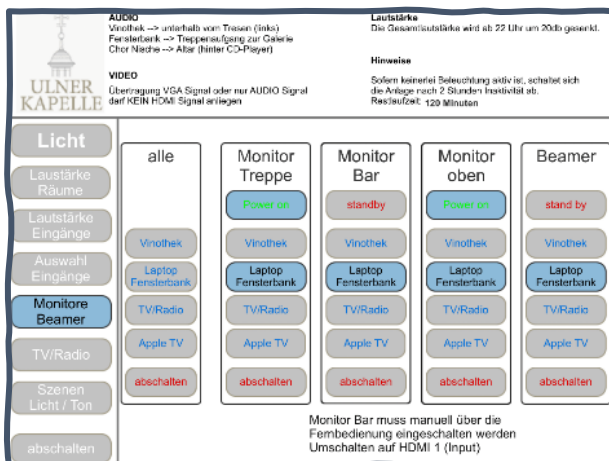 AUDIO
Vinothek --> unterhalb vom Tresen (links)
Fensterbank --> Treppenaufgang zur Galerie
Chor Nische --> Altar (hinter CD-Player)
VIDEO
Übertragung VGA Signal oder nur AUDIO Signal
darf KEIN HDMI Signal anliegen
Lautstärke
Die Gesamtlautstärke wird ab 22 Uhr um 20db gesenkt.
Hinweise
Sofern keinerlei Beleuchtung aktiv ist, schaltet sich
die Anlage nach 2 Stunden Inaktivität ab.
Restlaufzeit: 120 Minuten
ULNER
KAPELLE
Licht
Laustärke
Räume
Lautstärke
Eingänge
Auswahl
Eingänge
Monitore
Beamer
TV/Radio
Szenen
Licht / Ton
abschalten
alle
Vinothek
Laptop
Fensterbank
TV/Radio
Apple TV
abschalten
Monitor
Treppe
Power on
Vinothek
Laptop
Fensterbank
TV/Radio
Apple TV
abschalten
Monitor
Bar
standby
Vinothek
Laptop
Fensterbank
TV/Radio
Apple TV
abschalten
Monitor
oben
Power on
Vinothek
Laptop
Fensterbank
TV/Radio
Apple TV
abschalten
Beamer
stand by
Vinothek
Laptop
Fensterbank
TV/Radio
Apple TV
abschalten
Monitor Bar muss manuell über die
Fernbedienung eingeschalten werden
Umschalten auf HDMI 1 (Input)